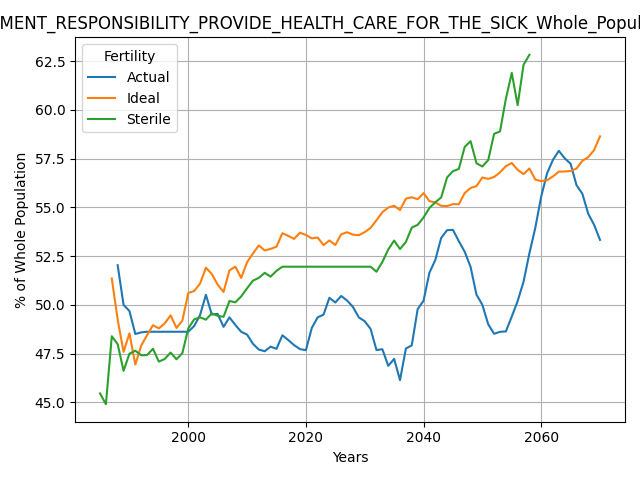 MENT_RESPONSIBILITY_PROVIDE_HEALTH_CARE_FOR_THE_SICK_Whole_Popul
Fertility
Actual
Ideal
Sterile
62.5
60.0
57.5
55.0
52.5
50.0
47.5
45.0
% of Whole Population
2000
2020
2040
2060
Years